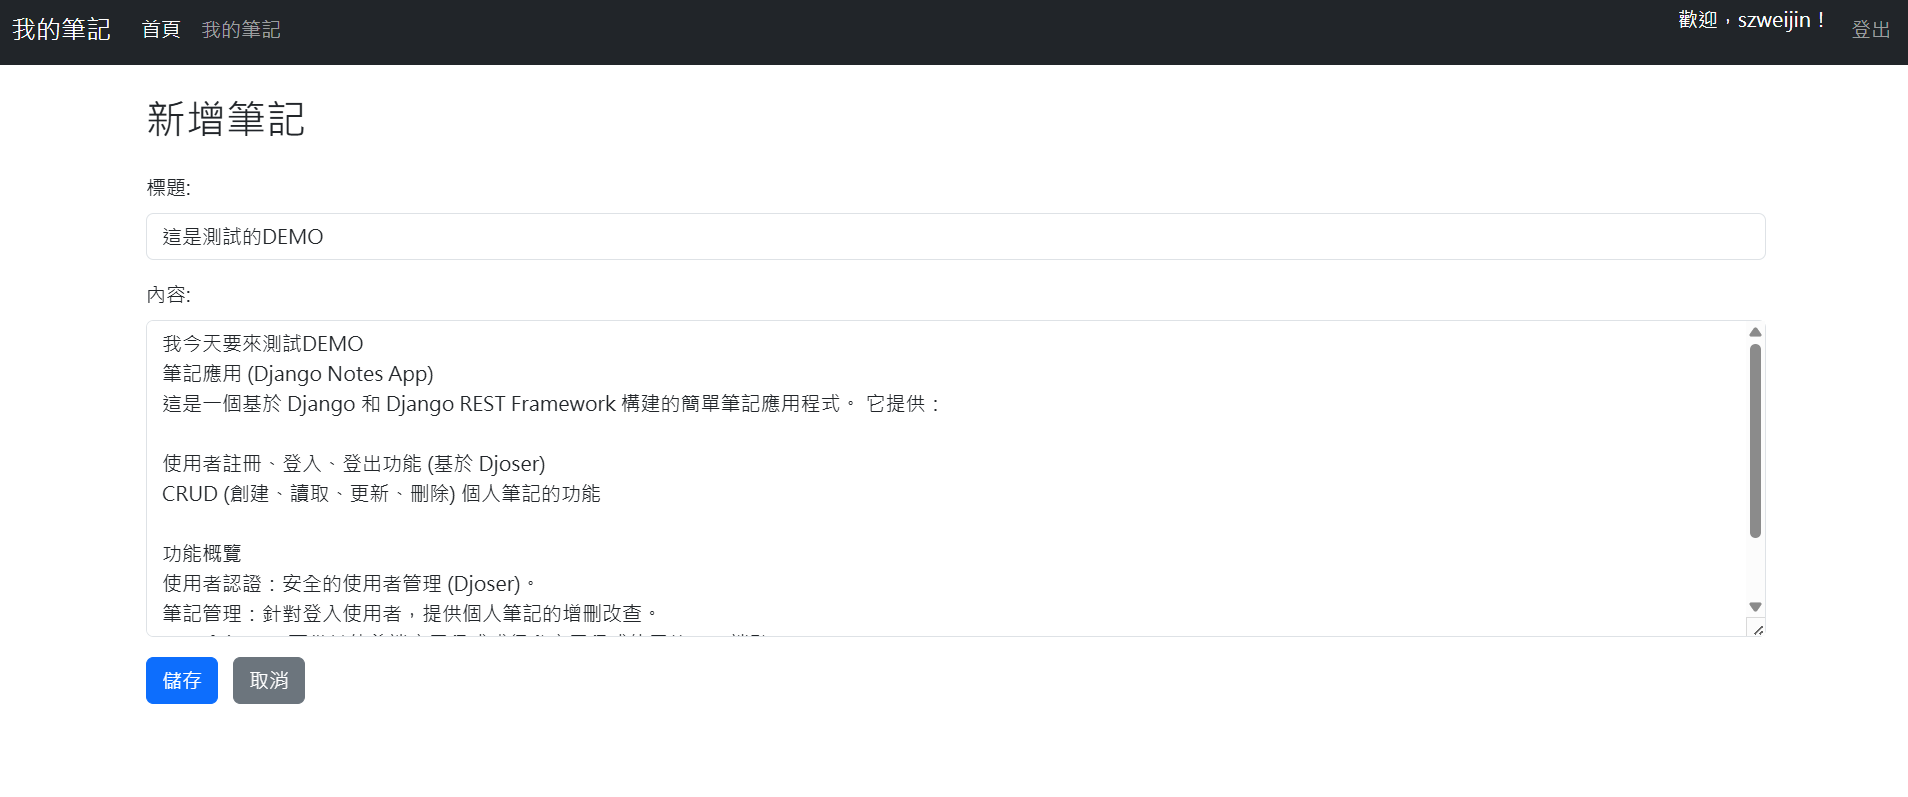 我的筆記 首頁 我的筆記 歡迎，szweijin！ 登出
新增筆記
標題:
這是測試的DEMO
內容:
我今天要來測試DEMO
筆記應用 (Django Notes App)
這是一個基於 Django 和 Django REST Framework 構建的簡單筆記應用程式。 它提供：
使用者註冊、登入、登出功能 (基於 Djoser)
CRUD (創建、讀取、更新、刪除) 個人筆記的功能
功能概覽
使用者認證：安全的使用者管理 (Djoser)。
筆記管理：針對登入使用者，提供個人筆記的增刪改查。
儲存 取消